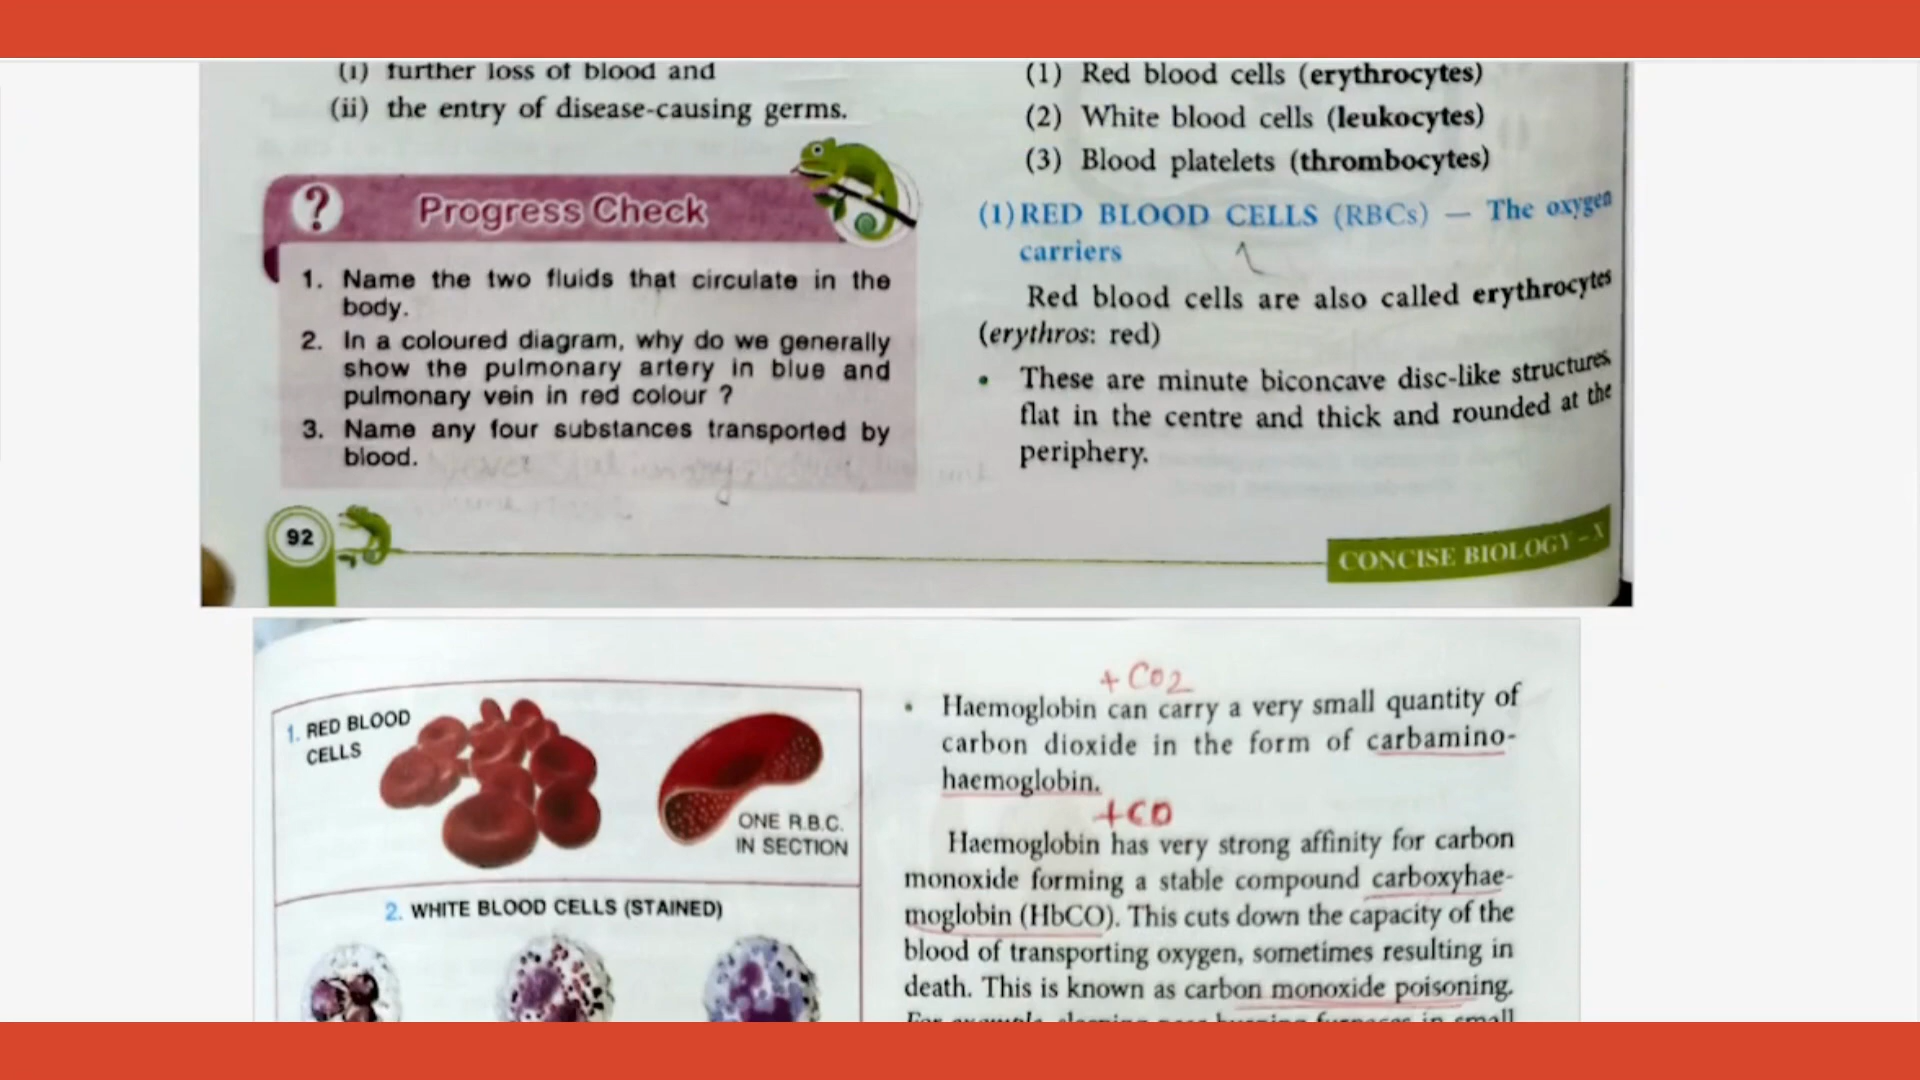 (i) further loss of blood and
(ii) the entry of disease-causing germs.
? Progress Check
1. Name the two fluids that circulate in the
body.
2. In a coloured diagram, why do we generally
show the pulmonary artery in blue and
pulmonary vein in red colour ?
3. Name any four substances transported by
blood.
92
(1) Red blood cells (erythrocytes)
(2) White blood cells (leukocytes)
(3) Blood platelets (thrombocytes)
(1) RED BLOOD CELLS (RBCs) — The oxygen
carriers
Red blood cells are also called erythrocytes
(erythros: red)
• These are minute biconcave disc-like structures,
flat in the centre and thick and rounded at the
periphery.
CONCISE BIOLOGY – X
1. RED BLOOD
CELLS
ONE R.B.C.
IN SECTION
2. WHITE BLOOD CELLS (STAINED)
+ CO2
• Haemoglobin can carry a very small quantity of
carbon dioxide in the form of carbamino-
haemoglobin.
+CO
Haemoglobin has very strong affinity for carbon
monoxide forming a stable compound carboxyhae-
moglobin (HbCO). This cuts down the capacity of the
blood of transporting oxygen, sometimes resulting in
death. This is known as carbon monoxide poisoning.
For example, sleeping near burning furnaces in small